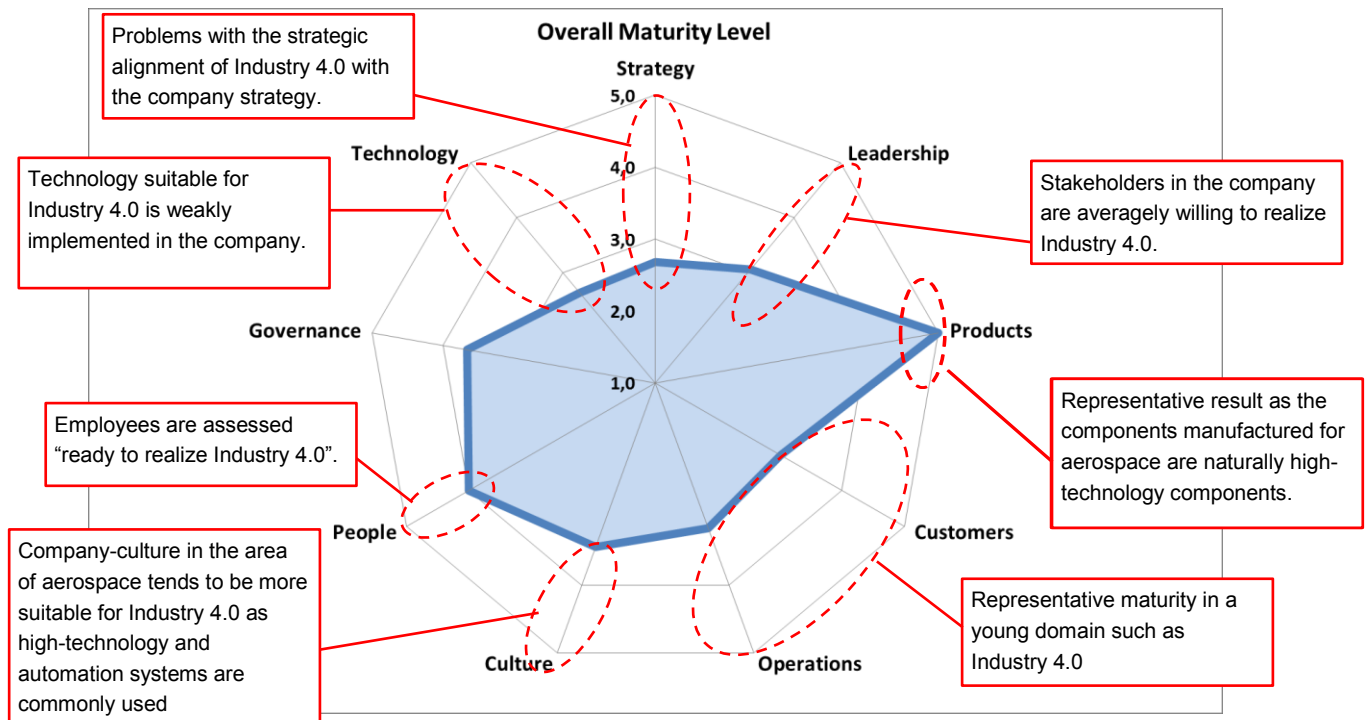 Problems with the strategic
alignment of Industry 4.0 with
the company strategy.
Overall Maturity Level
Strategy
5,0
4,0
3,0
2,0
1,0
Technology
Leadership
Technology suitable for
Industry 4.0 is weakly
implemented in the company.
Stakeholders in the company
are averagely willing to realize
Industry 4.0.
Governance
Products
Employees are assessed
“ready to realize Industry 4.0”.
Representative result as the
components manufactured for
aerospace are naturally high-
technology components.
People
Customers
Company-culture in the area
of aerospace tends to be more
suitable for Industry 4.0 as
high-technology and
automation systems are
commonly used
Culture
Operations
Representative maturity in a
young domain such as
Industry 4.0